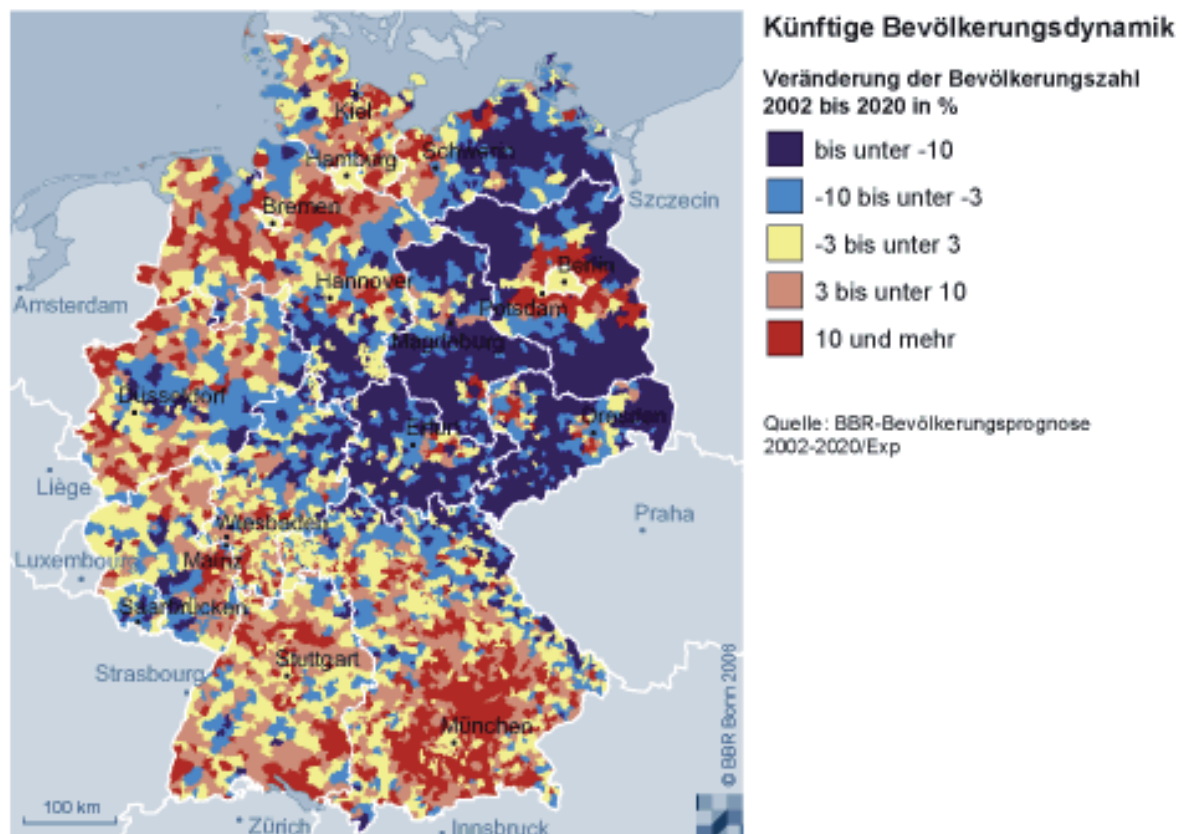 Künftige Bevölkerungsdynamik
Veränderung der Bevölkerungszahl
2002 bis 2020 in %
bis unter -10
-10 bis unter -3
-3 bis unter 3
3 bis unter 10
10 und mehr
Quelle: BBR-Bevölkerungsprognose
2002-2020/Exp
Kiel
Hamburg
Schwerin
Szczecin
Bremen
Berlin
Hannover
Amsterdam
Potsdam
Magdeburg
Düsseldorf
Dresden
Erfurt
Liège
Praha
Wiesbaden
Luxembourg
Mainz
Saarbrücken
Stuttgart
Strasbourg
München
© BBR Bonn 2006
100 km
Zürich
Innsbruck